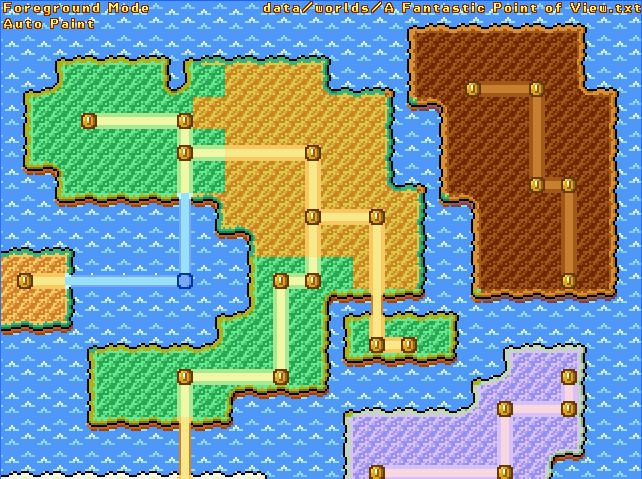 Foreground Mode
data/worlds/A Fantastic Point of View.txt
Auto Paint